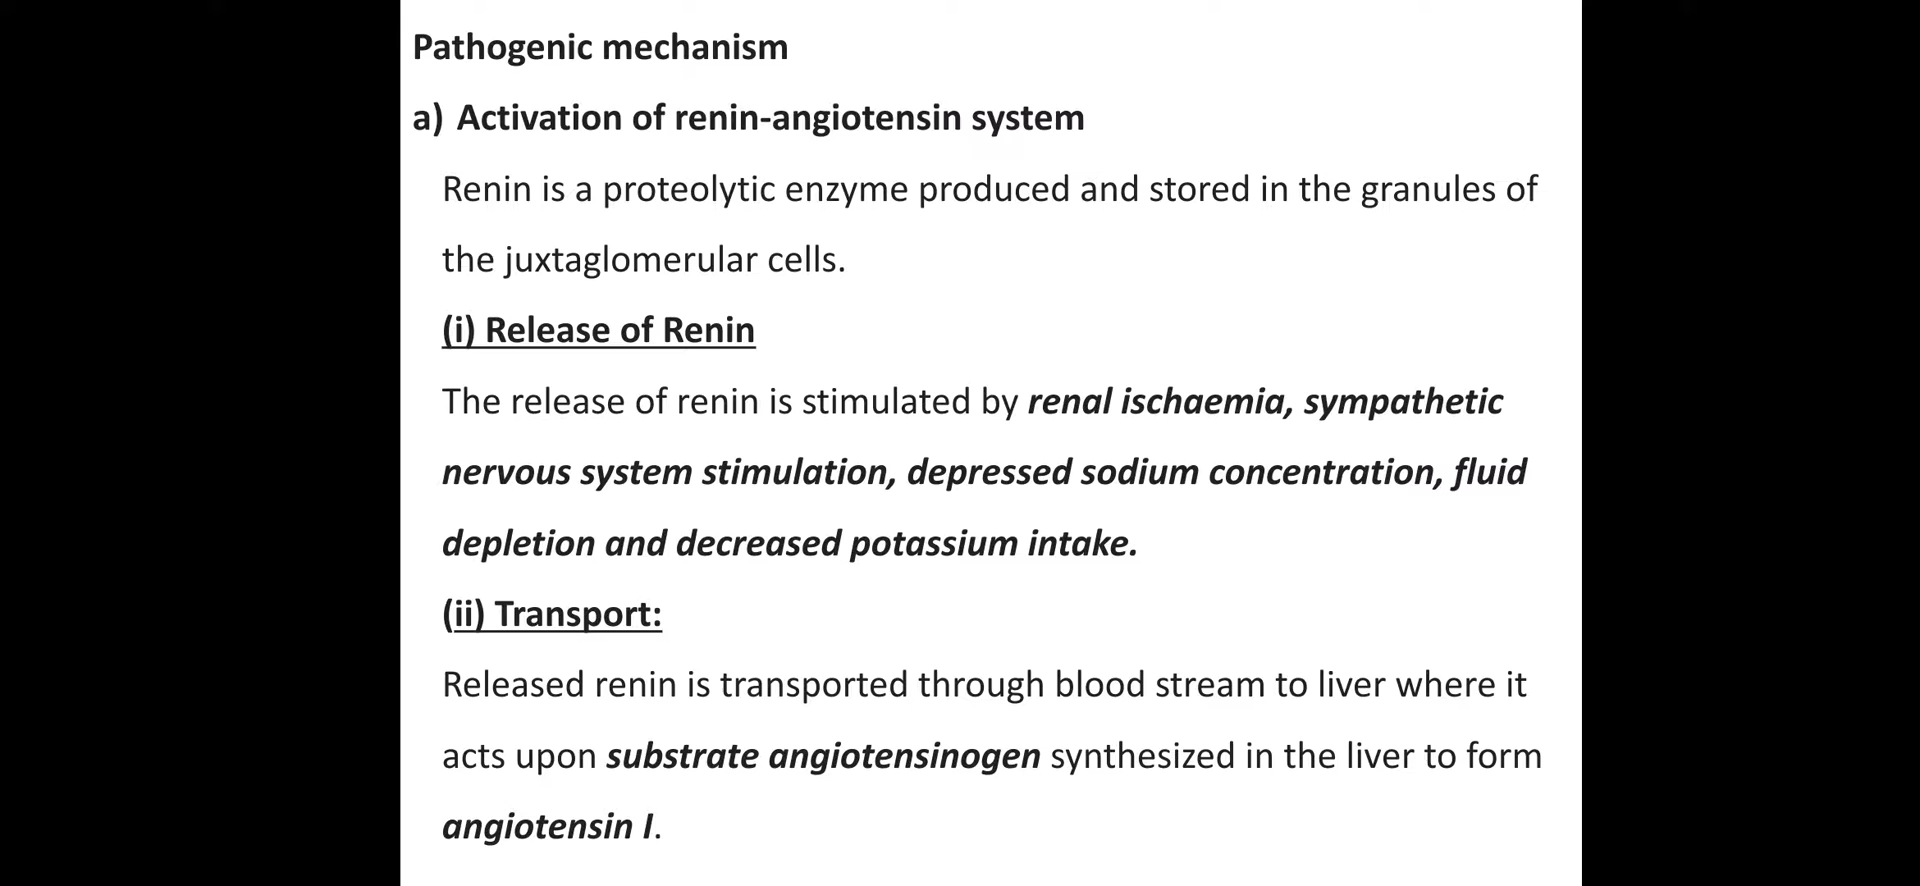 Pathogenic mechanism
a) Activation of renin-angiotensin system
Renin is a proteolytic enzyme produced and stored in the granules of
the juxtaglomerular cells.
(i) Release of Renin
The release of renin is stimulated by renal ischaemia, sympathetic
nervous system stimulation, depressed sodium concentration, fluid
depletion and decreased potassium intake.
(ii) Transport:
Released renin is transported through blood stream to liver where it
acts upon substrate angiotensinogen synthesized in the liver to form
angiotensin I.